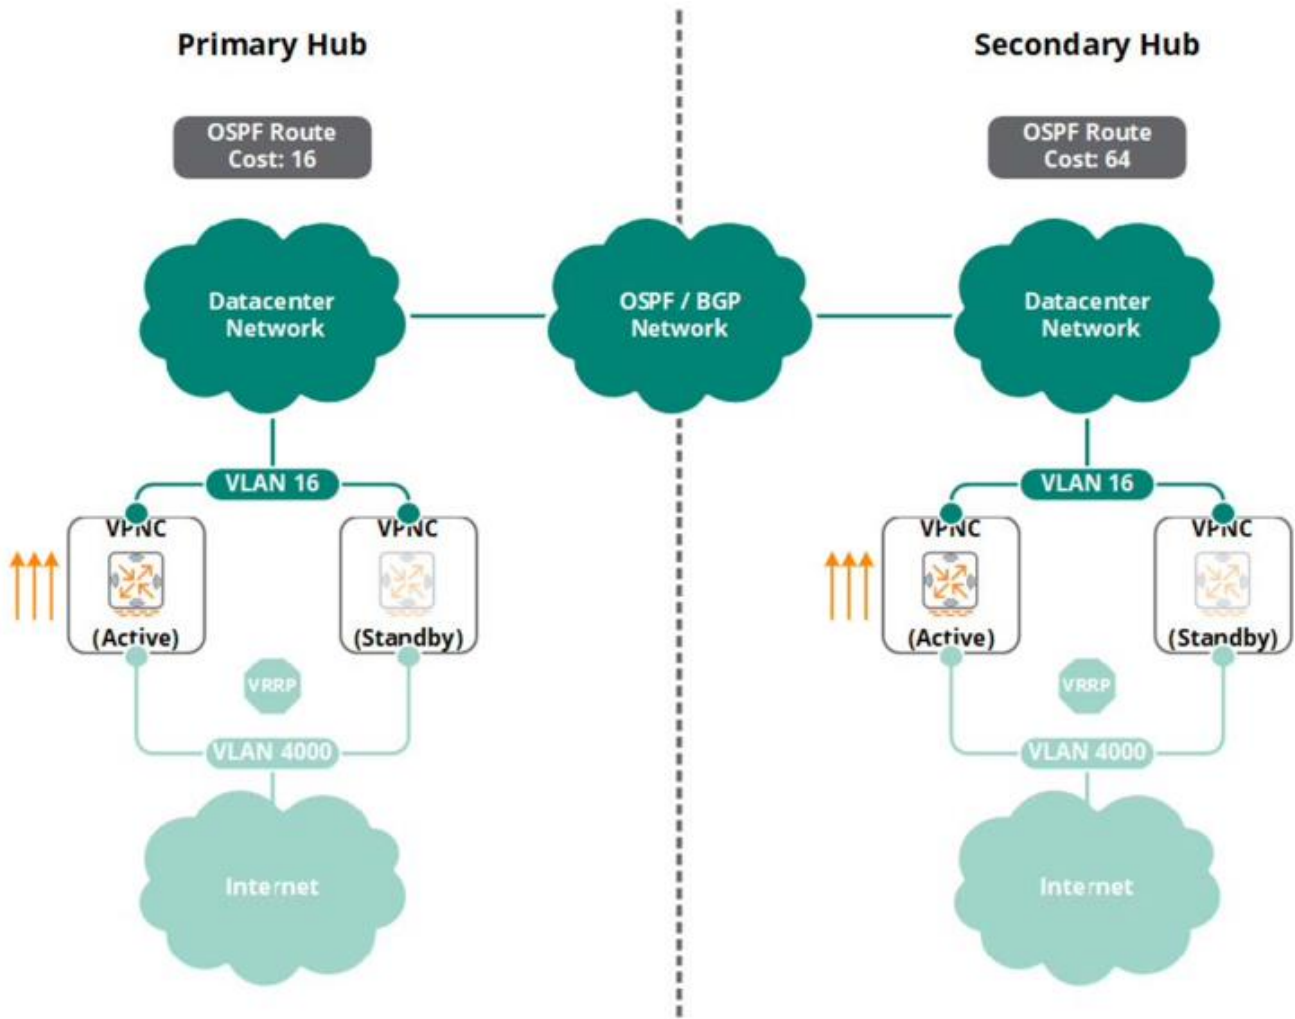 Primary Hub
Secondary Hub
OSPF Route
Cost: 16
OSPF Route
Cost: 64
Datacenter
Network
OSPF / BGP
Network
Datacenter
Network
VLAN 16
VLAN 16
VPNC
(Active)
VPNC
(Standby)
VPNC
(Active)
VPNC
(Standby)
VRRP
VRRP
VLAN 4000
VLAN 4000
Internet
Internet